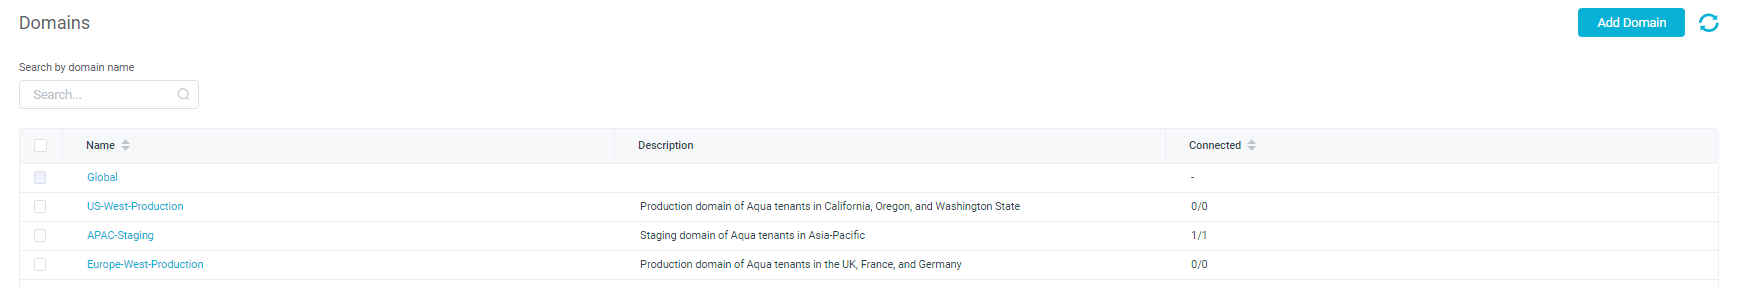 Domains
Add Domain
Search by domain name
Search...
Name Description Connected
Global -
US-West-Production Production domain of Aqua tenants in California, Oregon, and Washington State 0/0
APAC-Staging Staging domain of Aqua tenants in Asia-Pacific 1/1
Europe-West-Production Production domain of Aqua tenants in the UK, France, and Germany 0/0